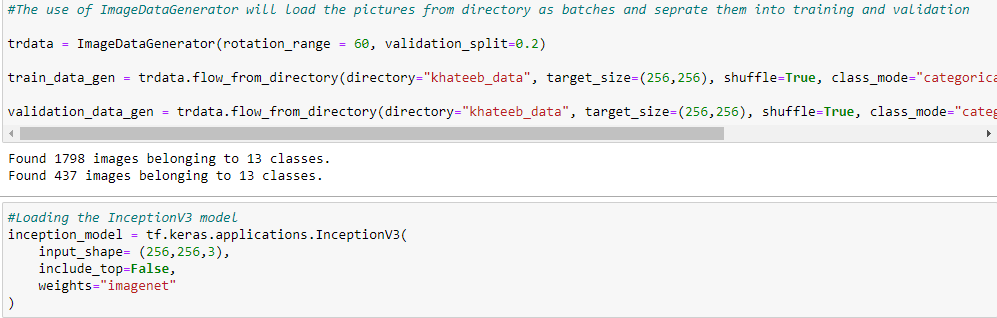 #The use of ImageDataGenerator will load the pictures from directory as batches and seprate them into training and validation
trdata = ImageDataGenerator(rotation_range = 60, validation_split=0.2)
train_data_gen = trdata.flow_from_directory(directory="khateeb_data", target_size=(256,256), shuffle=True, class_mode="categorica
validation_data_gen = trdata.flow_from_directory(directory="khateeb_data", target_size=(256,256), shuffle=True, class_mode="categ
Found 1798 images belonging to 13 classes.
Found 437 images belonging to 13 classes.
#Loading the InceptionV3 model
inception_model = tf.keras.applications.InceptionV3(
    input_shape= (256,256,3),
    include_top=False,
    weights="imagenet"
)